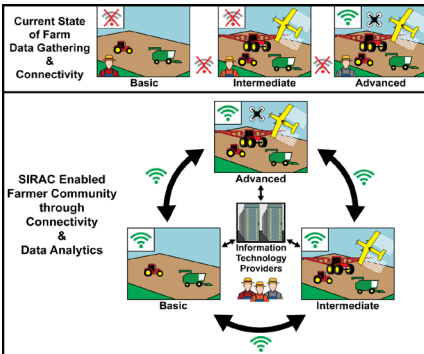 Current State
of Farm
Data Gathering
&
Connectivity
Basic
Intermediate
Advanced
SIRAC Enabled
Farmer Community
through
Connectivity
&
Data Analytics
Advanced
Information
Technology
Providers
Basic
Intermediate